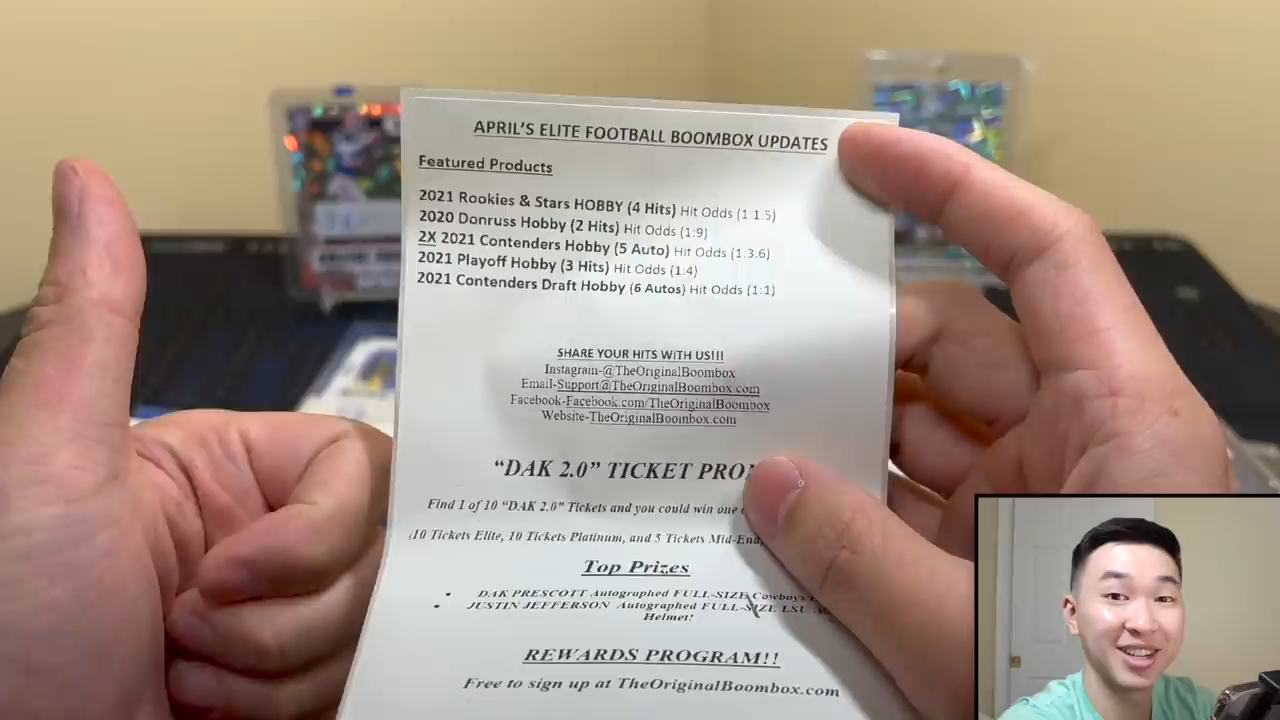 APRIL'S ELITE FOOTBALL BOOMBOX UPDATES
Featured Products
2021 Rookies & Stars HOBBY (4 Hits) Hit Odds (1:1.5)
2020 Donruss Hobby (2 Hits) Hit Odds (1:9)
2X 2021 Contenders Hobby (5 Auto) Hit Odds (1:3.6)
2021 Playoff Hobby (3 Hits) Hit Odds (1:4)
2021 Contenders Draft Hobby (6 Autos) Hit Odds (1:1)
SHARE YOUR HITS WITH US!!!
Instagram-@TheOriginalBoombox
Email-Support@TheOriginalBoombox.com
Facebook-Facebook.com/TheOriginalBoombox
Website-TheOriginalBoombox.com
"DAK 2.0" TICKET
Find 1 of 10 "DAK 2.0" Tickets and you could win one
10 Tickets Elite, 10 Tickets Platinum, and 5 Tickets Mid-End,
Top Prizes
• DAK PRESCOTT Autographed FULL-SIZE Cowboys
• JUSTIN JEFFERSON Autographed FULL-SIZE LSU
Helmet!
REWARDS PROGRAM!!
Free to sign up at TheOriginalBoombox.com